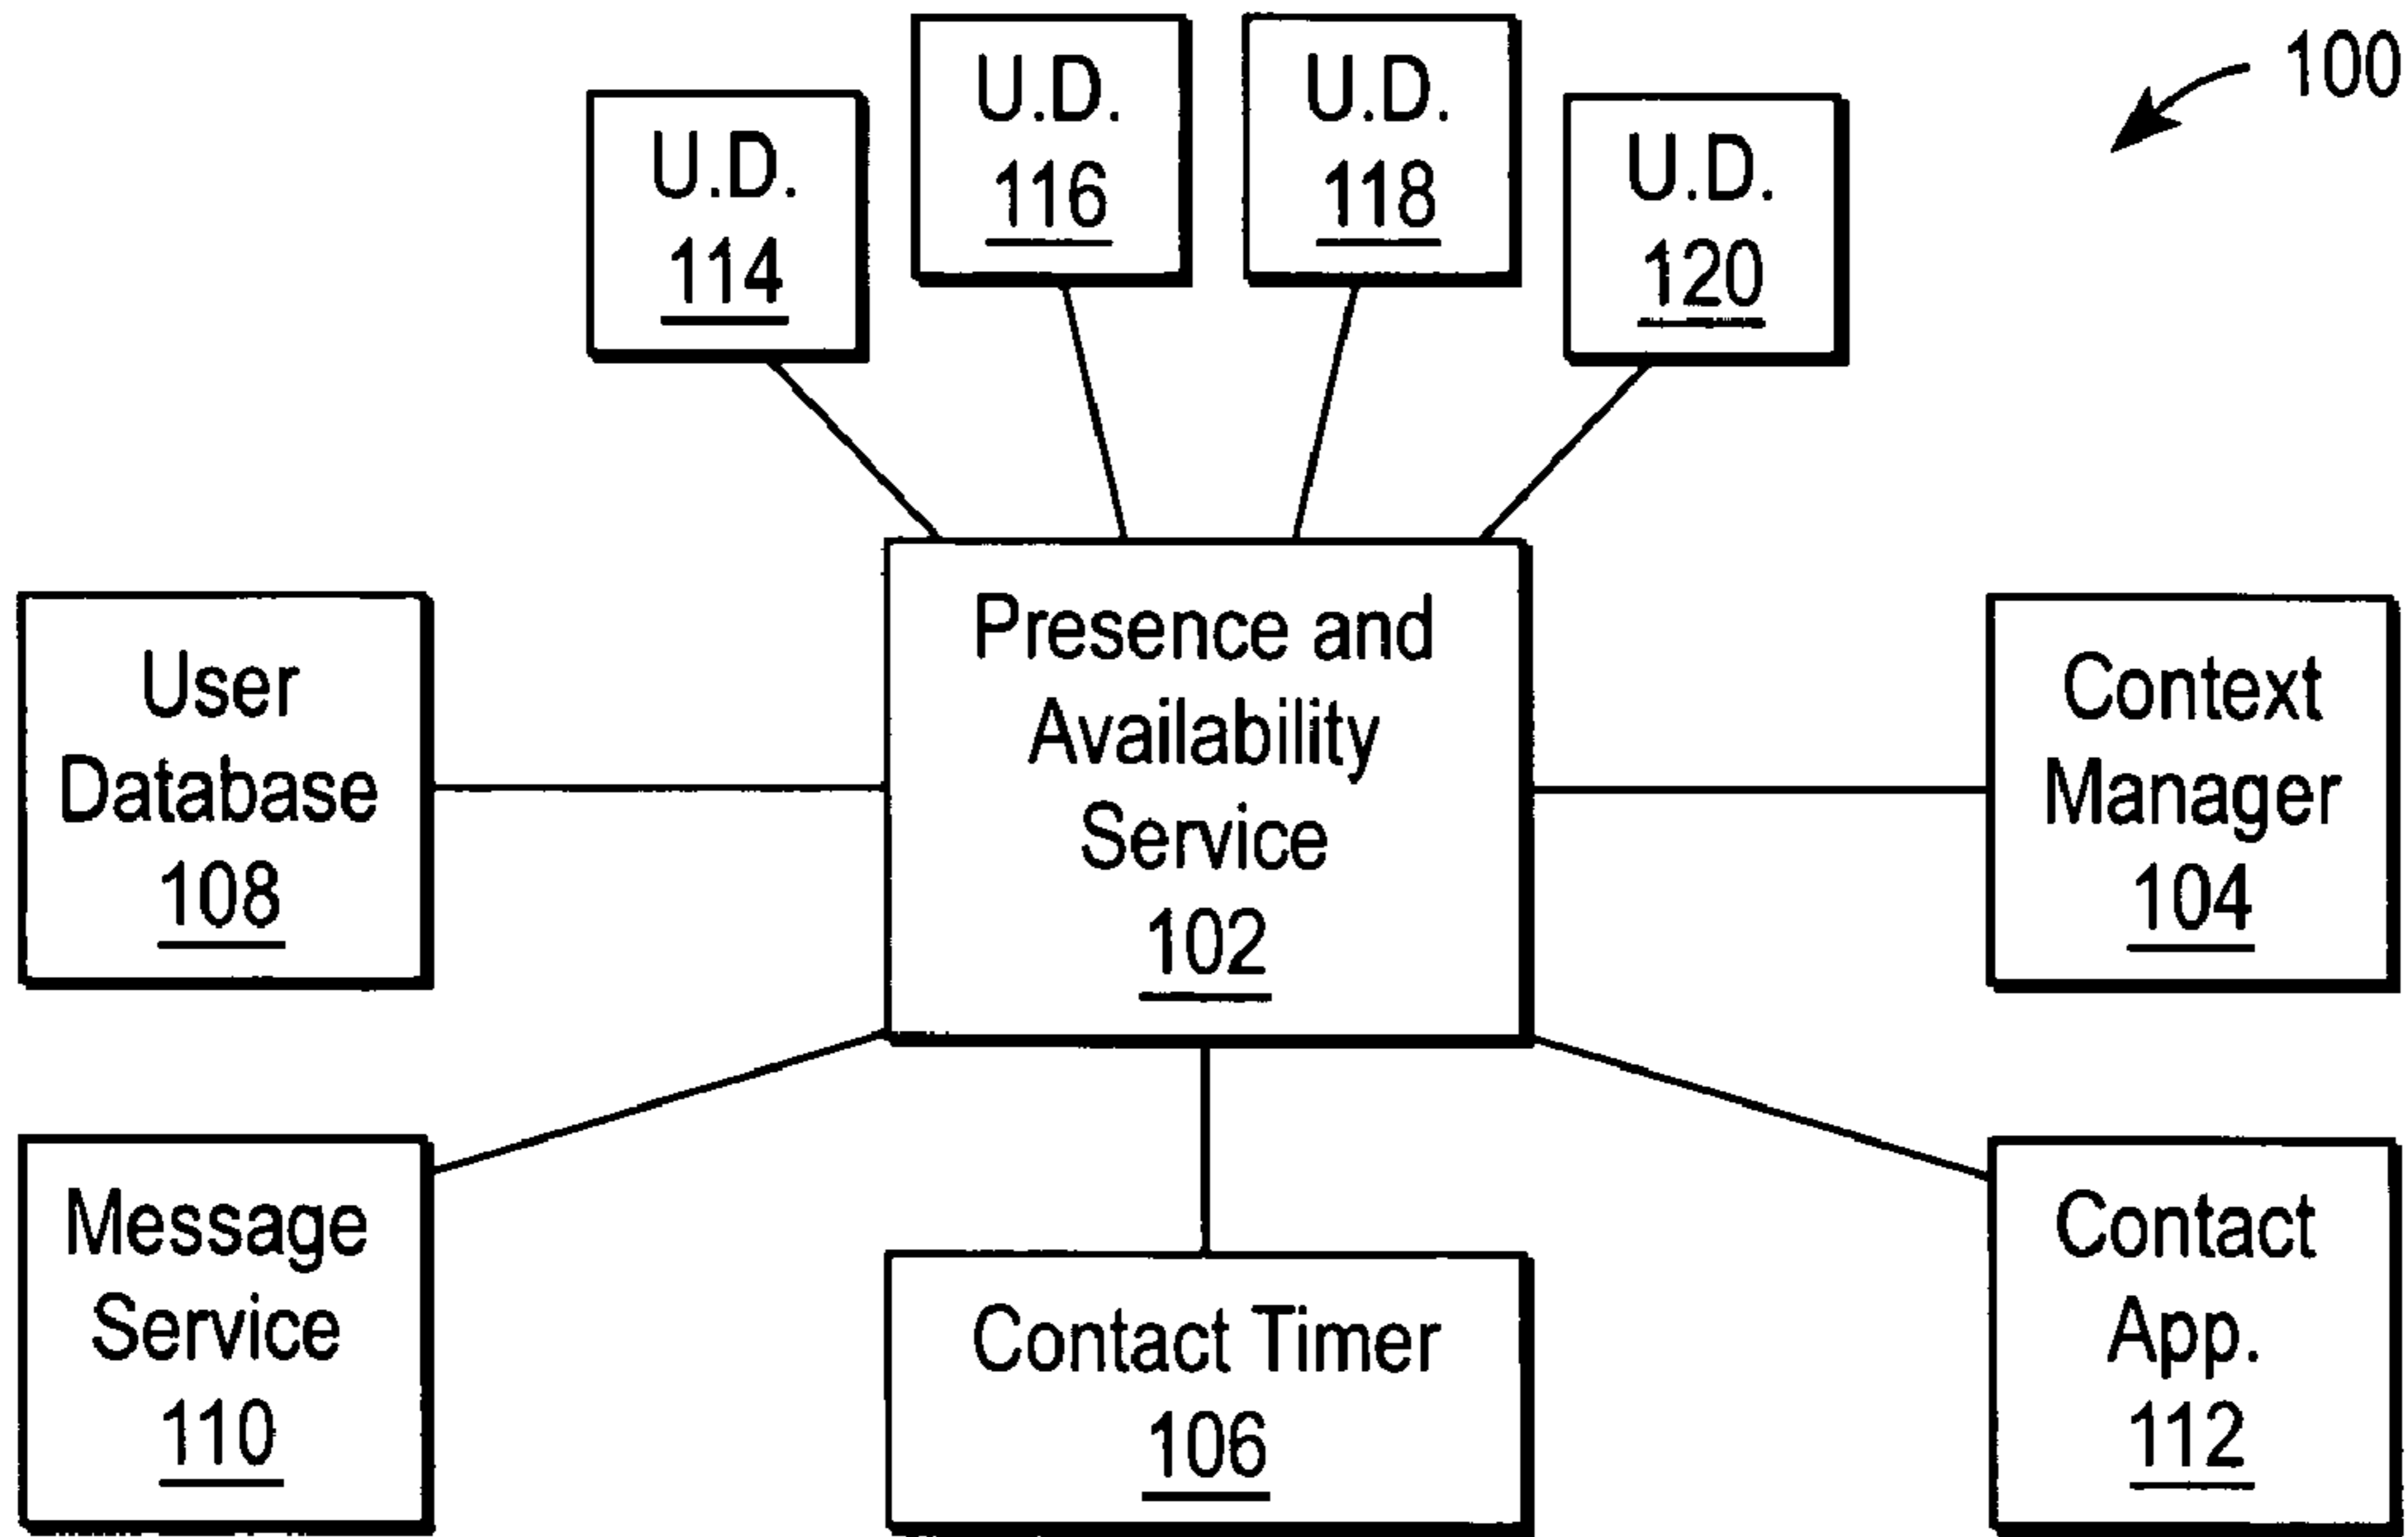 100
U.D.
114
U.D.
116
U.D.
118
U.D.
120
User
Database
108
Presence and
Availability
Service
102
Context
Manager
104
Message
Service
110
Contact Timer
106
Contact
App.
112